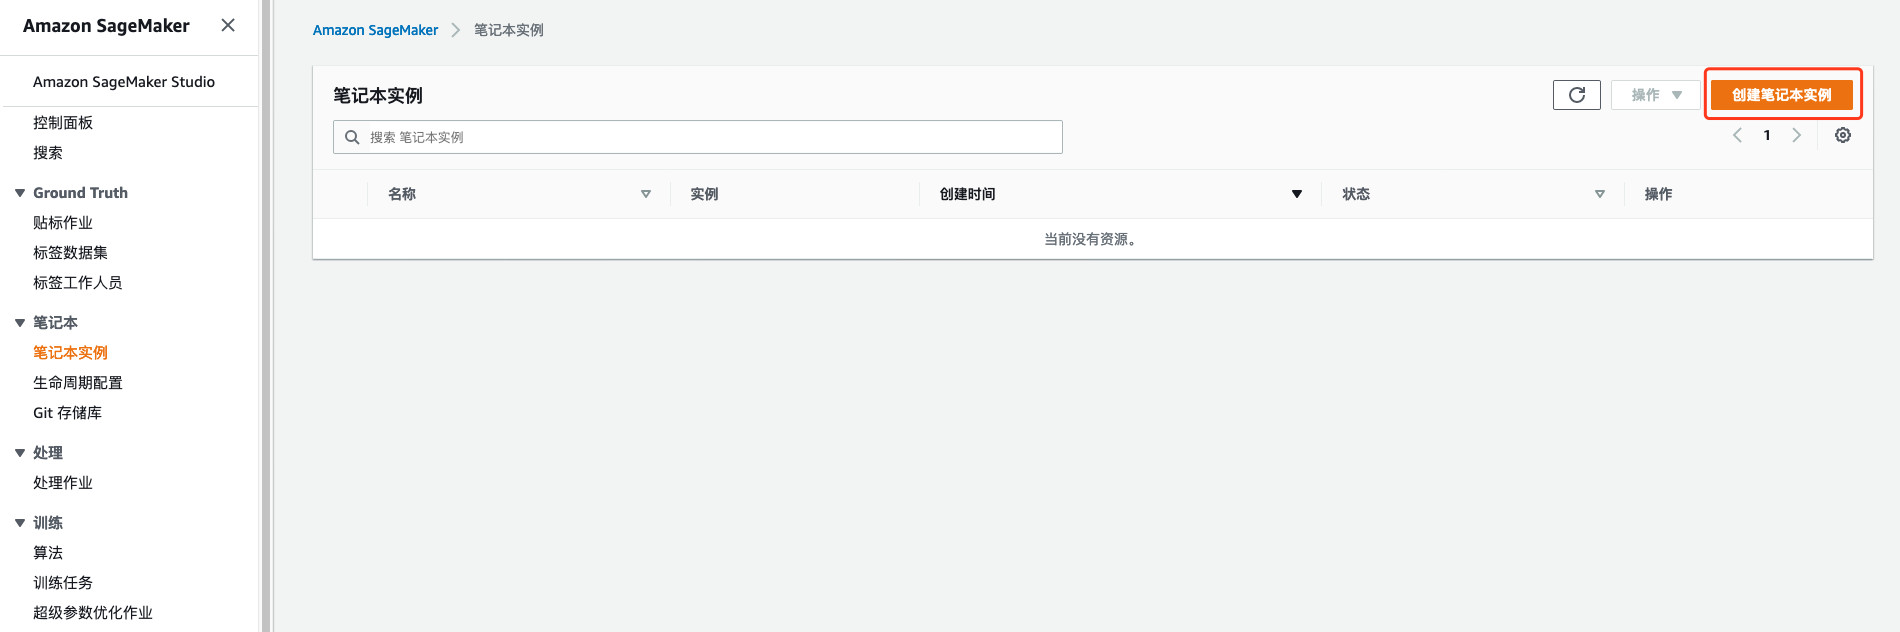 Amazon SageMaker
Amazon SageMaker Studio
控制面板
搜索
Ground Truth
贴标作业
标签数据集
标签工作人员
笔记本
笔记本实例
生命周期配置
Git 存储库
处理
处理作业
训练
算法
训练任务
超级参数优化作业
Amazon SageMaker 笔记本实例
笔记本实例
操作 创建笔记本实例
搜索 笔记本实例
1
名称 实例 创建时间 状态 操作
当前没有资源。